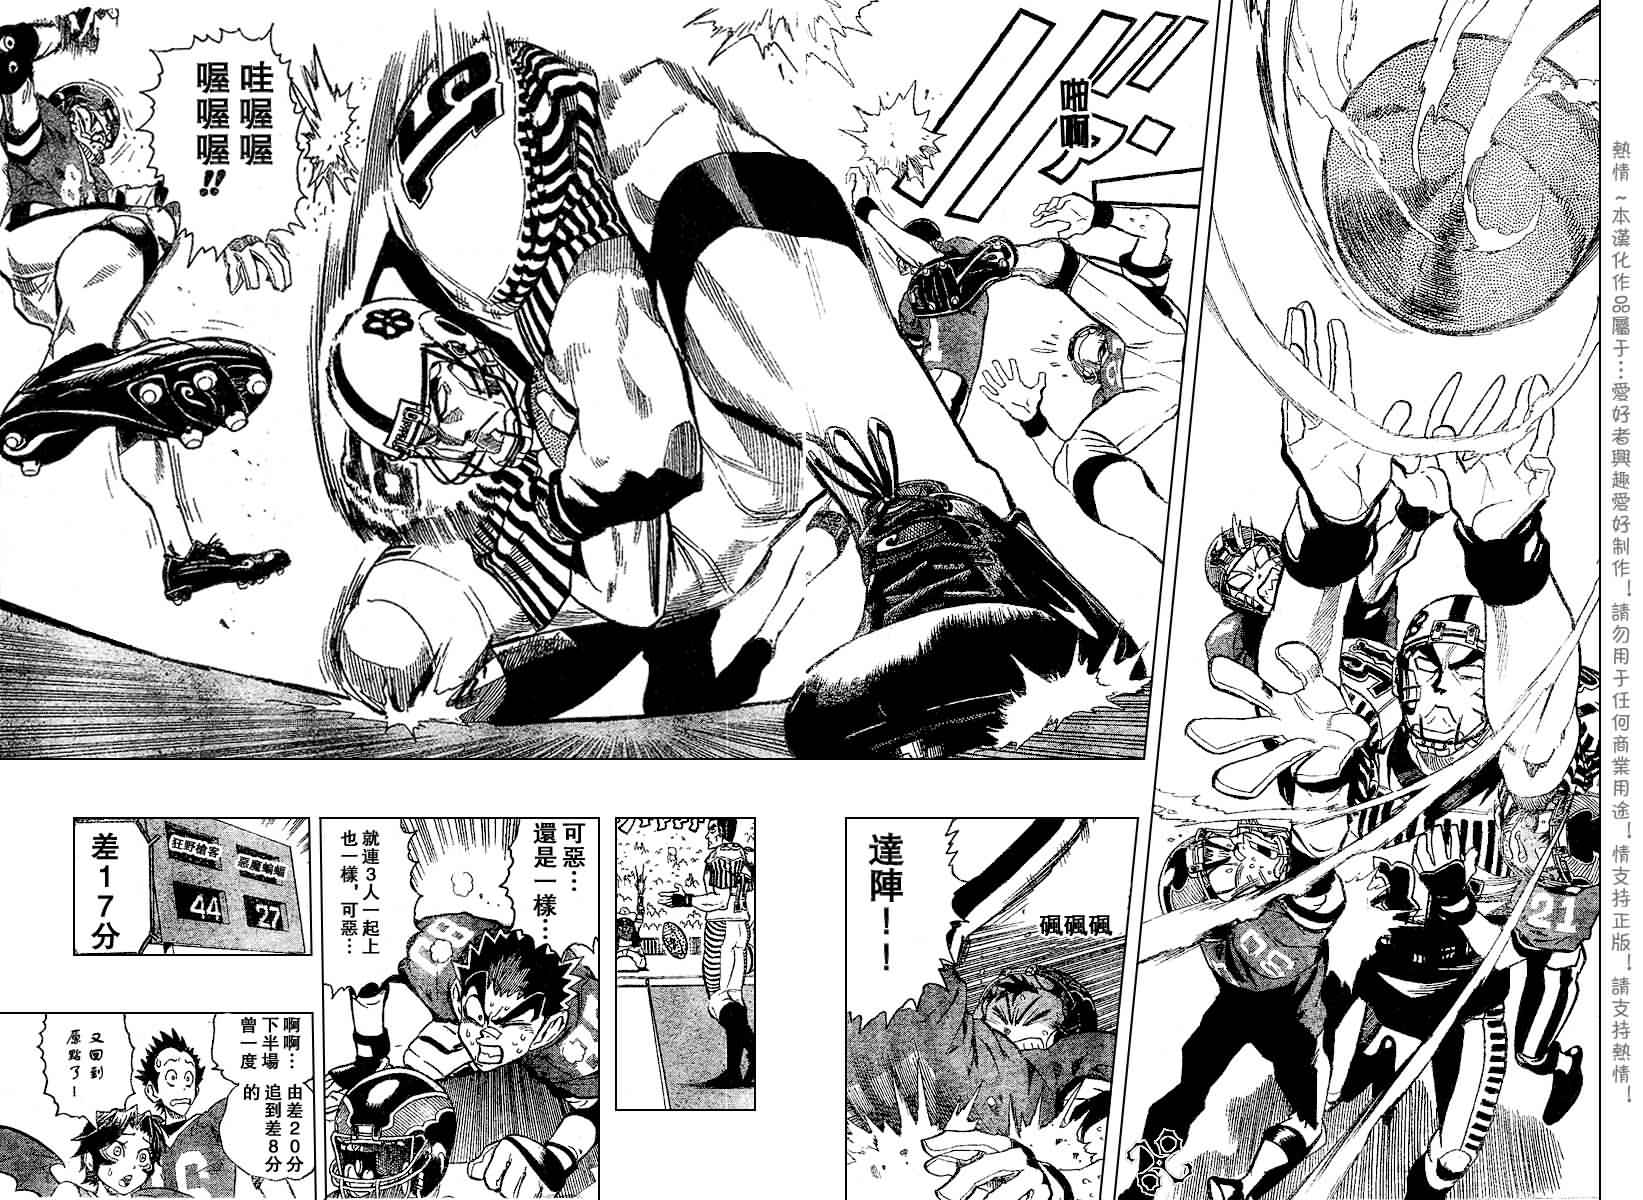 熱情～本漢化作品屬于…愛好者興趣愛好制作！請勿用于任何商業用途！情支持正版！請支持熱情！
21
98
哇喔喔
喔喔喔!!
達陣！！
碸碸碸
可惡…
還是一樣…
就連3人一起上
也一樣，可惡…
狂野槍客
惡魔蝙蝠
44
27
差17分
啊啊…
下半場
曾一度
由差20分
追到差8分
的
又回到
原點了！